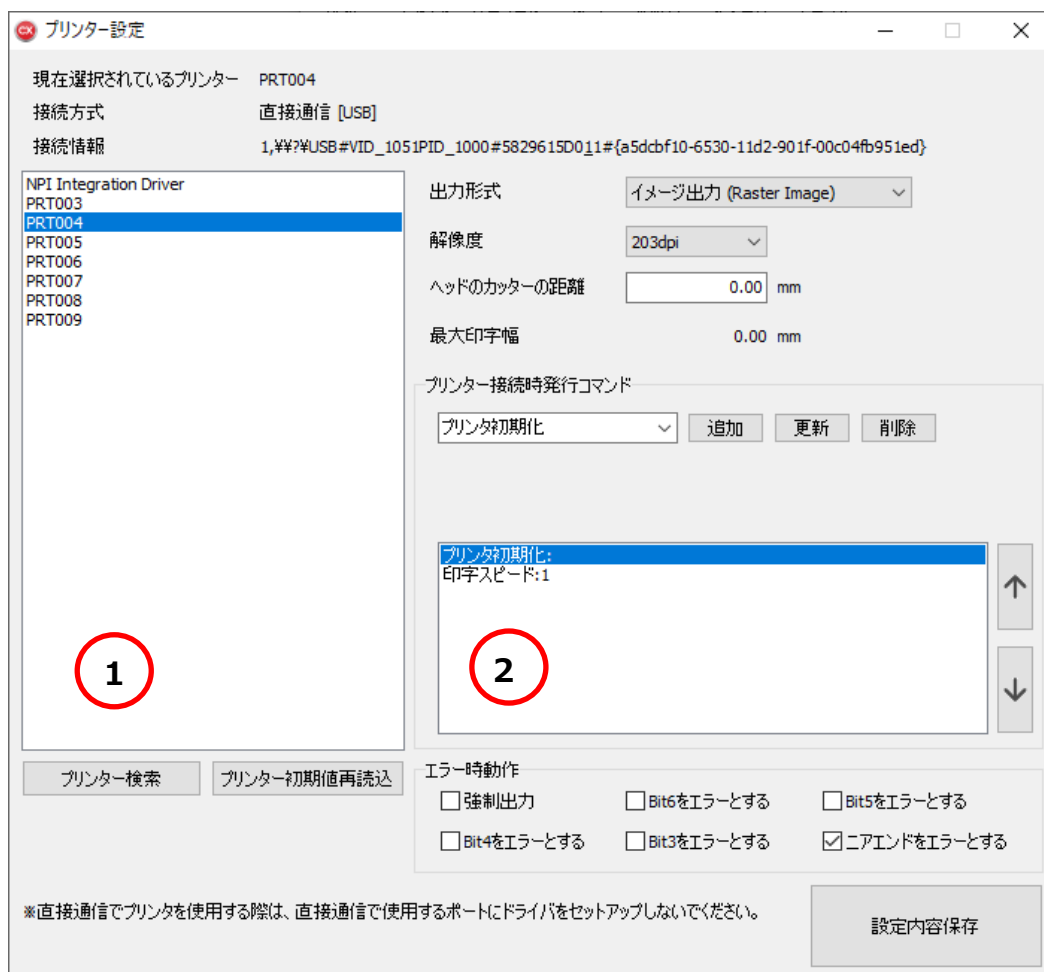 CX プリンター設定
現在選択されているプリンター PRT004
接続方式 直接通信 [USB]
接続情報 1,¥¥?¥USB#VID_1051PID_1000#5829615D011#{a5dcbf10-6530-11d2-901f-00c04fb951ed}
NPI Integration Driver
PRT003
PRT004
PRT005
PRT006
PRT007
PRT008
PRT009
1
プリンター検索 プリンター初期値再読込
出力形式 イメージ出力 (Raster Image)
解像度 203dpi
ヘッドのカッターの距離 0.00 mm
最大印字幅 0.00 mm
プリンター接続時発行コマンド
プリンタ初期化 追加 更新 削除
プリンタ初期化:
印字スピード:1
2
エラー時動作
強制出力 Bit6をエラーとする Bit5をエラーとする
Bit4をエラーとする Bit3をエラーとする ニアエンドをエラーとする
※直接通信でプリンタを使用する際は、直接通信で使用するポートにドライバをセットアップしないでください。
設定内容保存